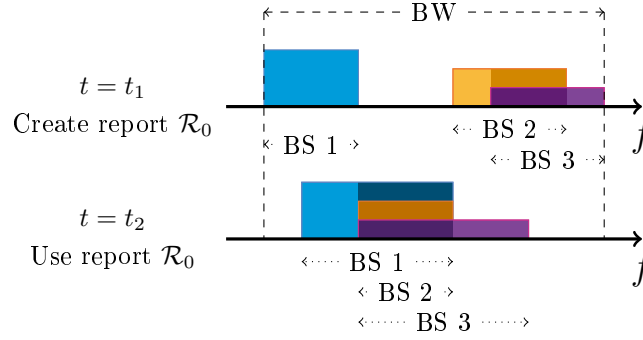 BW
t = t₁
Create report 𝓡₀
BS 1
BS 2
BS 3
f
t = t₂
Use report 𝓡₀
BS 1
BS 2
BS 3
f